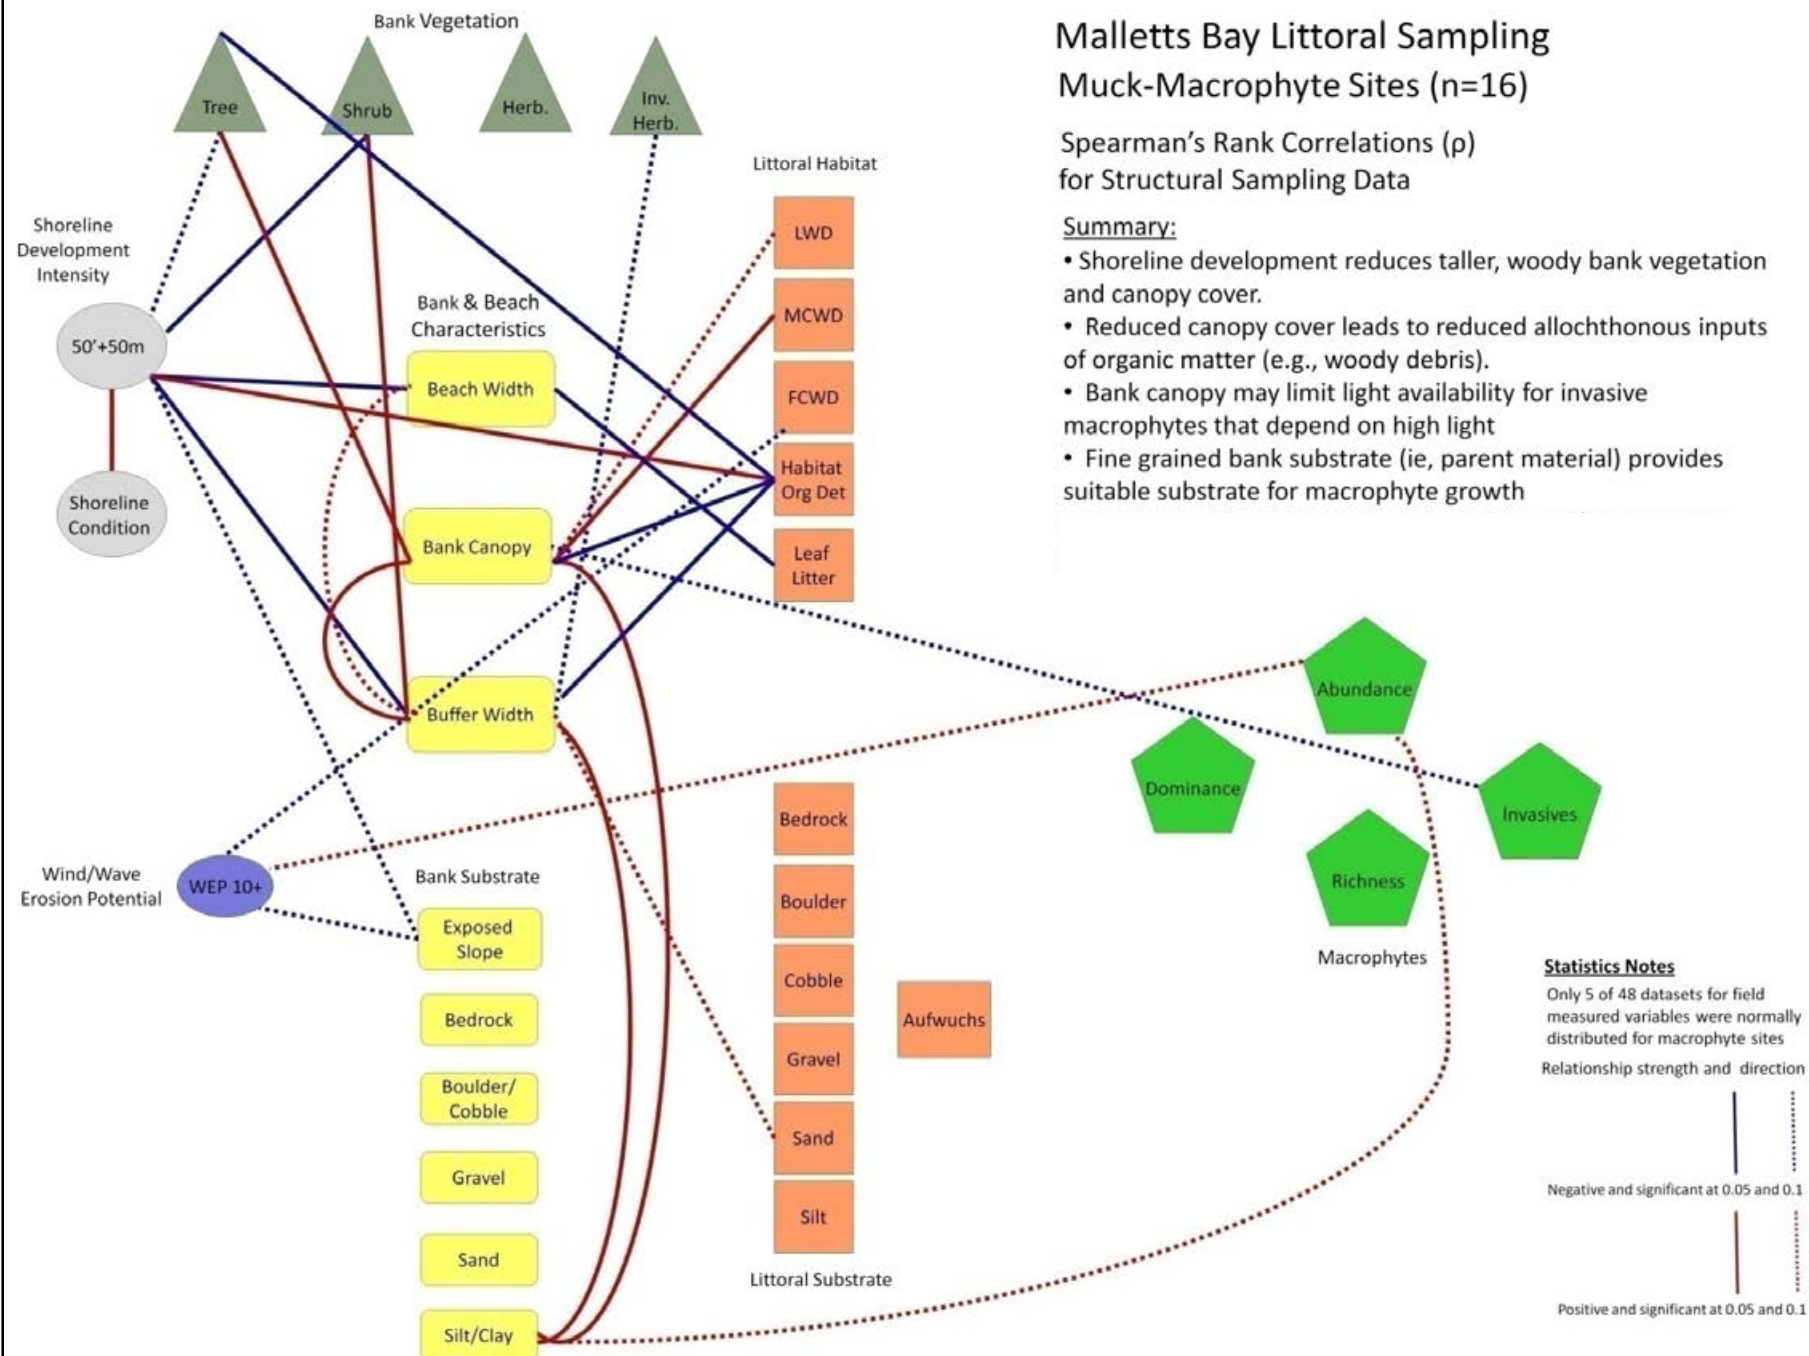 Bank Vegetation
Tree
Shrub
Herb.
Inv.
Herb.
Malletts Bay Littoral Sampling
Muck-Macrophyte Sites (n=16)
Spearman's Rank Correlations (ρ)
for Structural Sampling Data
Summary:
• Shoreline development reduces taller, woody bank vegetation
and canopy cover.
• Reduced canopy cover leads to reduced allochthonous inputs
of organic matter (e.g., woody debris).
• Bank canopy may limit light availability for invasive
macrophytes that depend on high light
• Fine grained bank substrate (ie, parent material) provides
suitable substrate for macrophyte growth
Littoral Habitat
LWD
MCWD
FCWD
Habitat
Org Det
Leaf
Litter
Shoreline
Development
Intensity
50'+50m
Shoreline
Condition
Bank & Beach
Characteristics
Beach Width
Bank Canopy
Buffer Width
Abundance
Dominance
Invasives
Richness
Macrophytes
Wind/Wave
Erosion Potential
WEP 10+
Bank Substrate
Exposed
Slope
Bedrock
Boulder/
Cobble
Gravel
Sand
Silt/Clay
Bedrock
Boulder
Cobble
Gravel
Sand
Silt
Littoral Substrate
Aufwuchs
Statistics Notes
Only 5 of 48 datasets for field
measured variables were normally
distributed for macrophyte sites
Relationship strength and direction
Negative and significant at 0.05 and 0.1
Positive and significant at 0.05 and 0.1